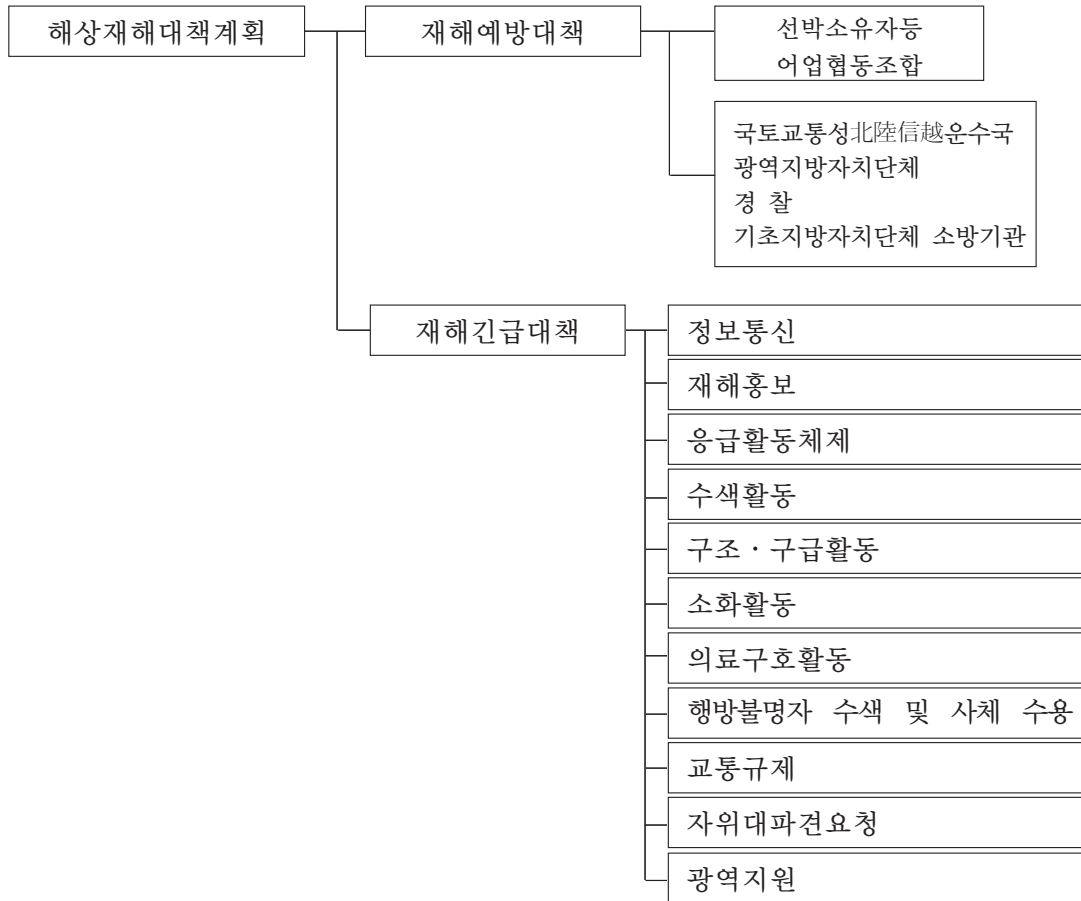 해상재해대책계획
재해예방대책
선박소유자등
어업협동조합
국토교통성北陸信越운수국
광역지방자치단체
경 찰
기초지방자치단체 소방기관
재해긴급대책
정보통신
재해홍보
응급활동체제
수색활동
구조·구급활동
소화활동
의료구호활동
행방불명자 수색 및 사체 수용
교통규제
자위대파견요청
광역지원